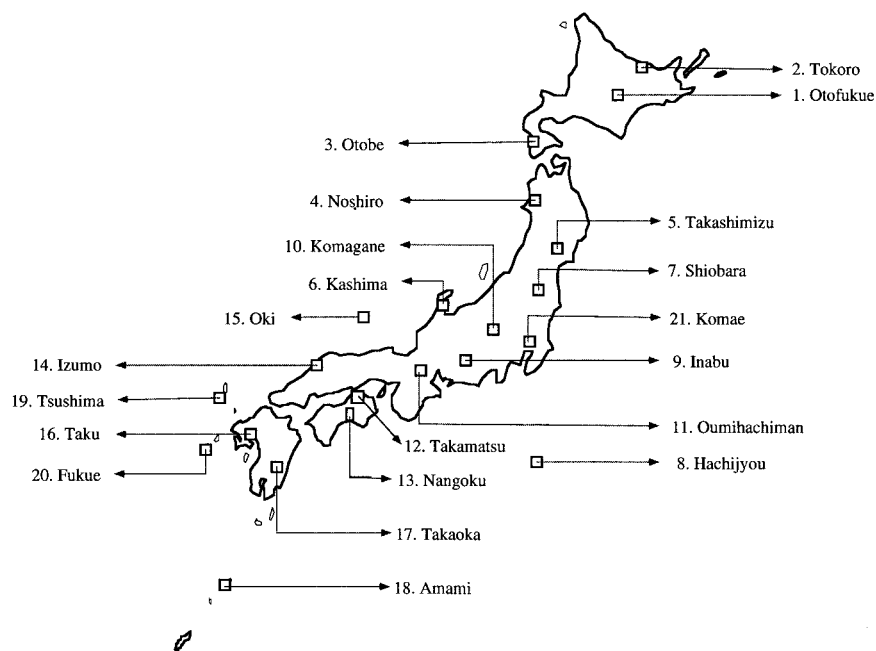 2. Tokoro
1. Otofukue
3. Otobe
4. Noshiro
5. Takashimizu
10. Komagane
7. Shiobara
6. Kashima
15. Oki
21. Komae
14. Izumo
9. Inabu
19. Tsushima
11. Oumihachiman
16. Taku
12. Takamatsu
8. Hachijyou
20. Fukue
13. Nangoku
17. Takaoka
18. Amami